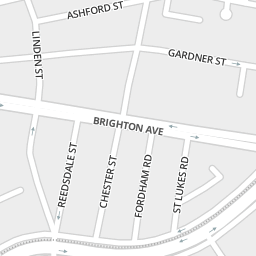 ASHFORD ST
LINDEN ST
GARDNER ST
BRIGHTON AVE
REEDSDALE ST
CHESTER ST
FORDHAM RD
ST LUKES RD